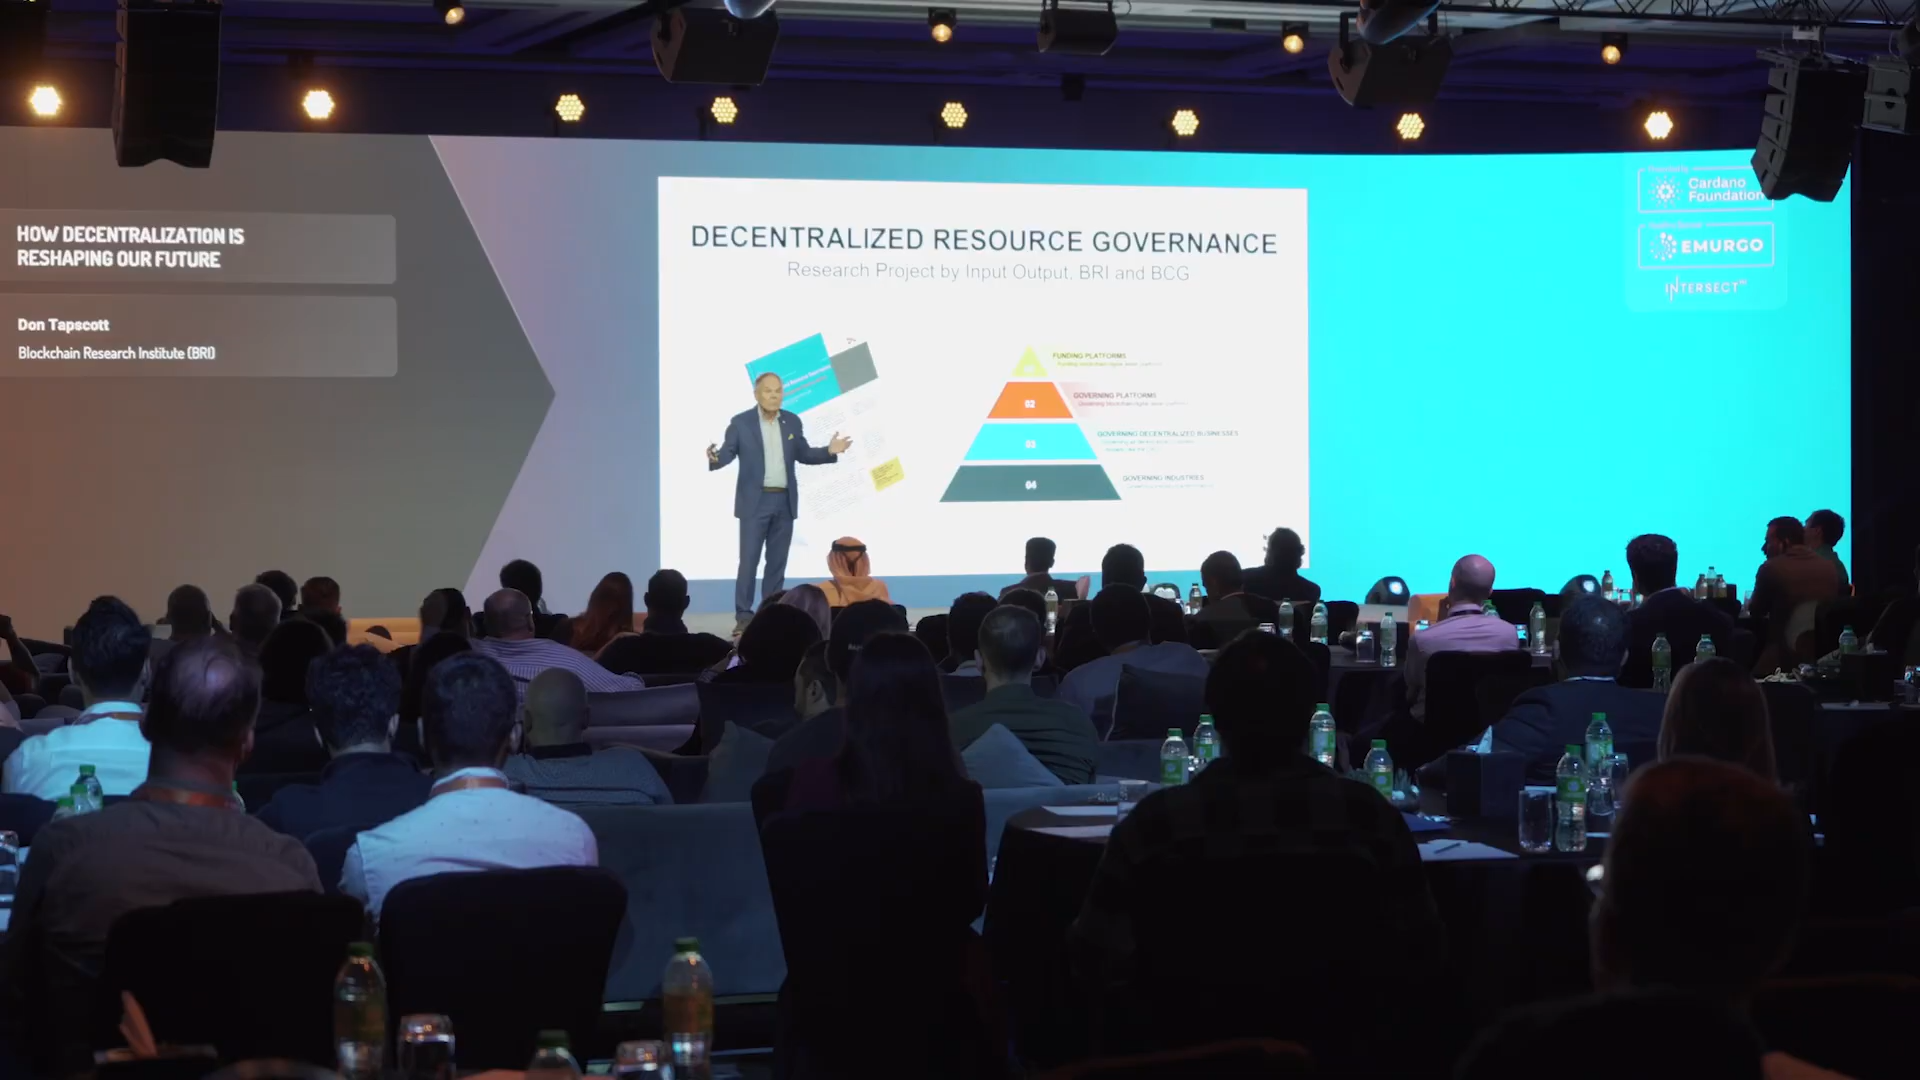 HOW DECENTRALIZATION IS
RESHAPING OUR FUTURE
Don Tapscott
Blockchain Research Institute (BRI)
DECENTRALIZED RESOURCE GOVERNANCE
Research Project by Input Output, BRI and BCG
FUNDING PLATFORMS
02
GOVERNING PLATFORMS
03
GOVERNING DECENTRALIZED BUSINESSES
04
GOVERNING INDUSTRIES
Cardano
Foundation
EMURGO
INTERSECT